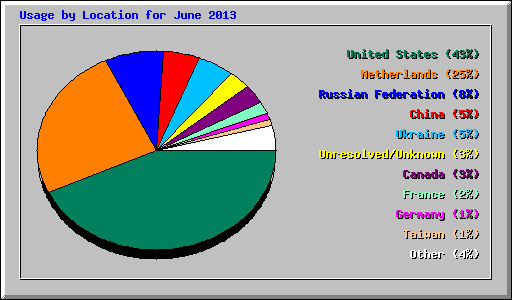 Usage by Location for June 2013
United States (43%)
Netherlands (25%)
Russian Federation (8%)
China (5%)
Ukraine (5%)
Unresolved/Unknown (3%)
Canada (3%)
France (2%)
Germany (1%)
Taiwan (1%)
Other (4%)